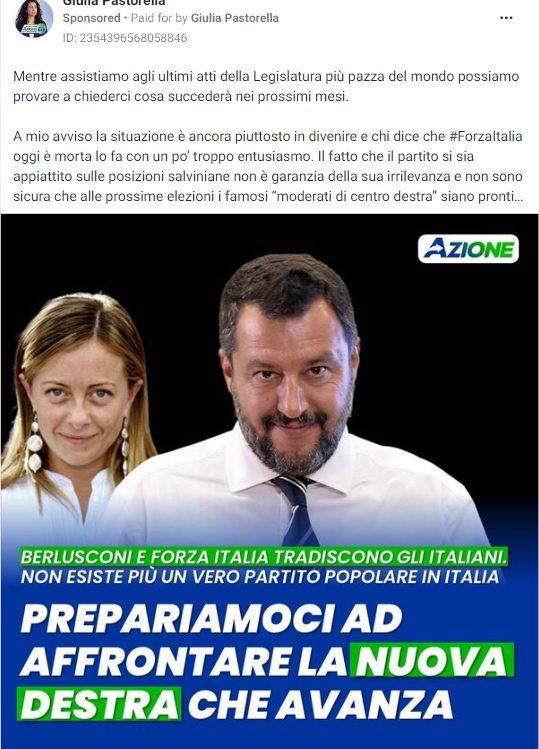 Giulia Pastorella
Sponsored • Paid for by Giulia Pastorella
ID: 2354396568058846
Mentre assistiamo agli ultimi atti della Legislatura più pazza del mondo possiamo
provare a chiederci cosa succederà nei prossimi mesi.
A mio avviso la situazione è ancora piuttosto in divenire e chi dice che #ForzaItalia
oggi è morta lo fa con un po' troppo entusiasmo. Il fatto che il partito si sia
appiattito sulle posizioni salviniane non è garanzia della sua irrilevanza e non sono
sicura che alle prossime elezioni i famosi “moderati di centro destra” siano pronti...
AZIONE
BERLUSCONI E FORZA ITALIA TRADISCONO GLI ITALIANI.
NON ESISTE PIÙ UN VERO PARTITO POPOLARE IN ITALIA
PREPARIAMOCI AD
AFFRONTARE LA NUOVA
DESTRA CHE AVANZA